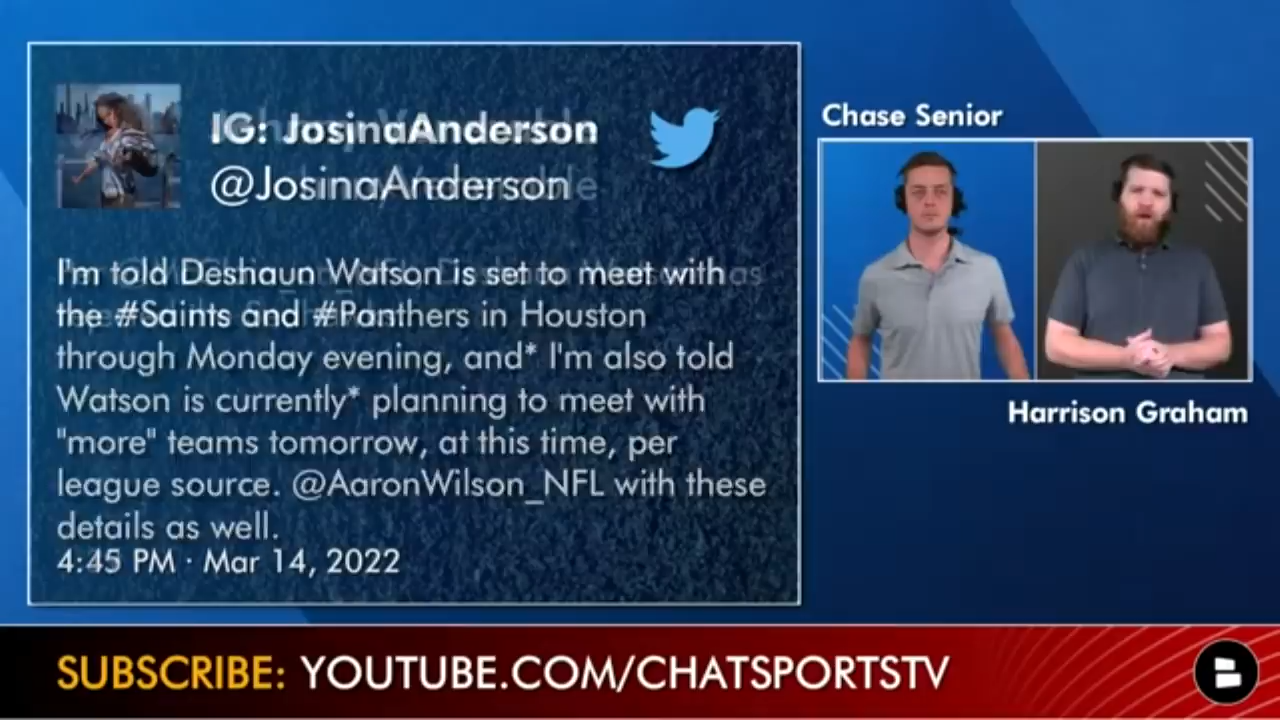 IG: JosinaAnderson
@JosinaAnderson
I'm told Deshaun Watson is set to meet with
the #Saints and #Panthers in Houston
through Monday evening, and* I'm also told
Watson is currently* planning to meet with
"more" teams tomorrow, at this time, per
league source. @AaronWilson_NFL with these
details as well.
4:45 PM · Mar 14, 2022
Chase Senior
Harrison Graham
SUBSCRIBE: YOUTUBE.COM/CHATSPORTSTV